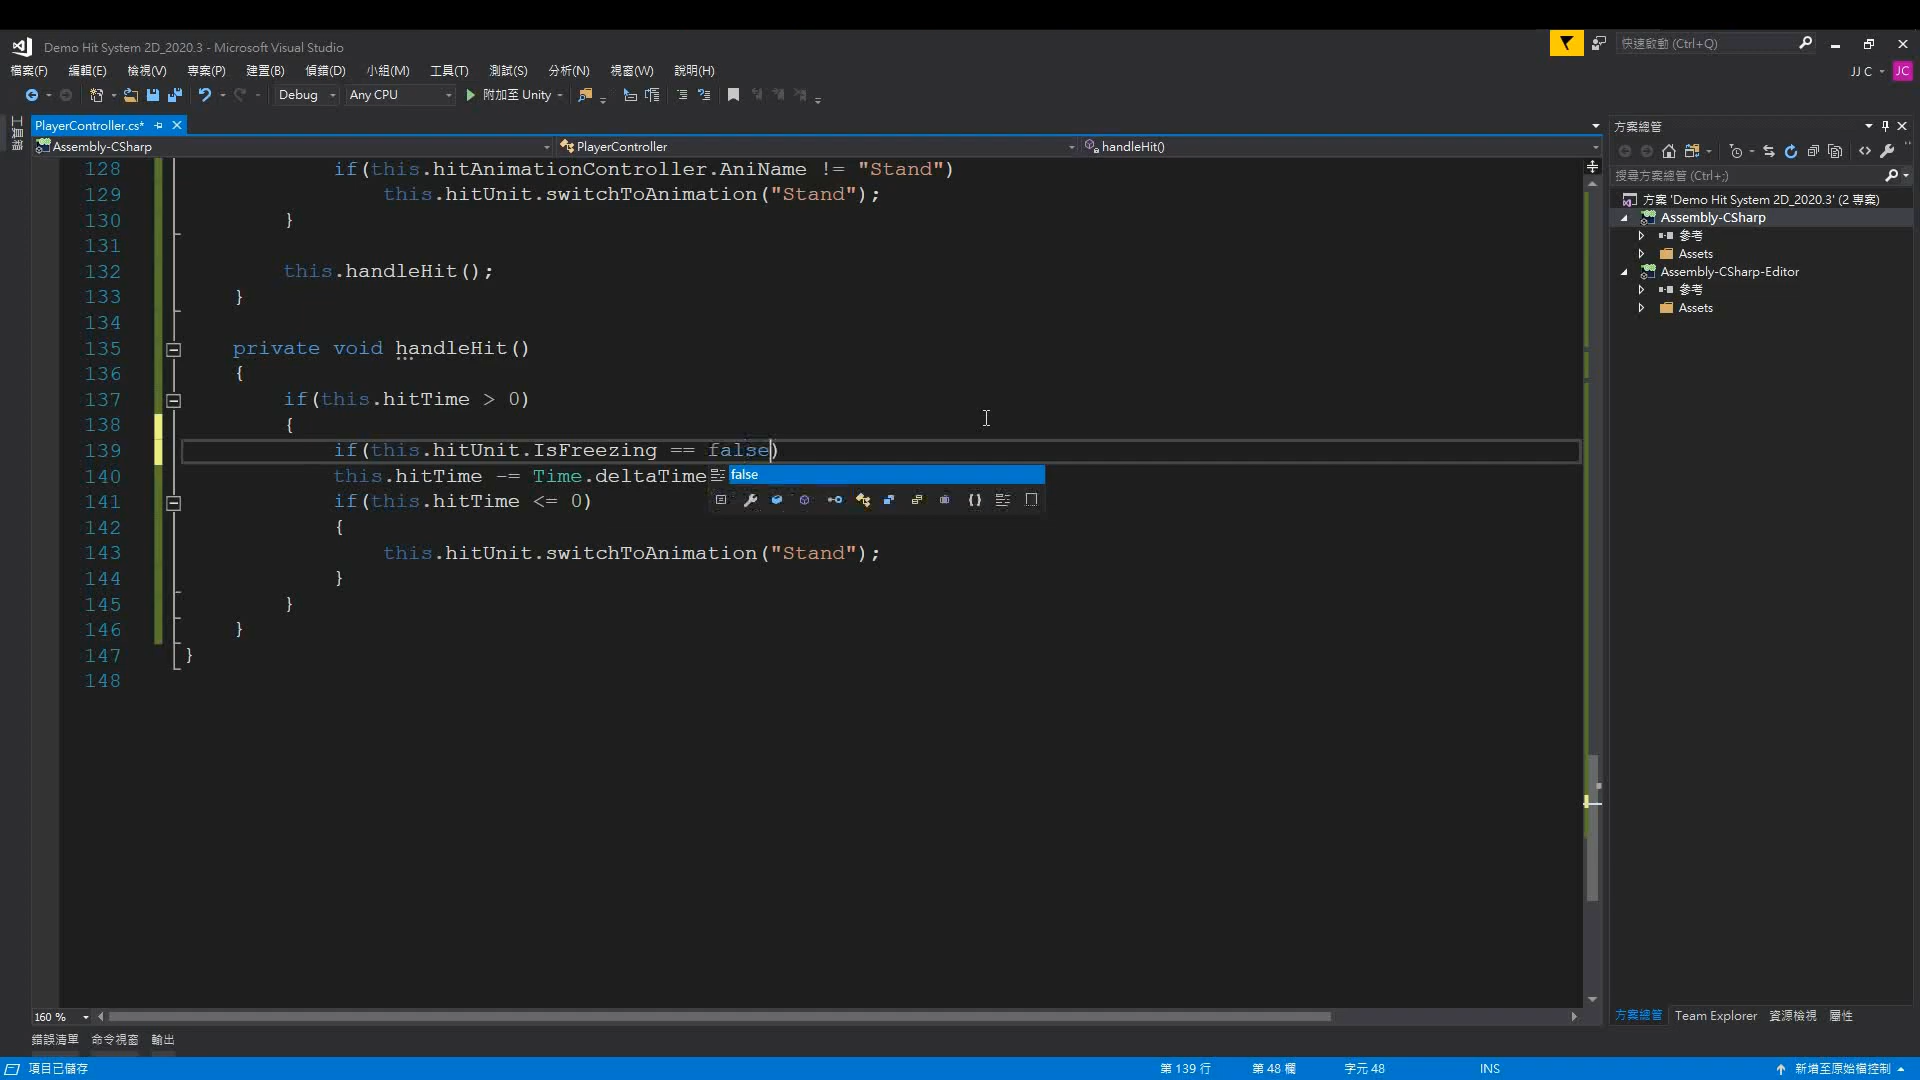 Demo Hit System 2D_2020.3 - Microsoft Visual Studio
快速啟動 (Ctrl+Q)
檔案(F) 編輯(E) 檢視(V) 專案(P) 建置(B) 偵錯(D) 小組(M) 工具(T) 測試(S) 分析(N) 視窗(W) 說明(H)
JJ C JC
Debug Any CPU 附加至 Unity
工具箱
PlayerController.cs*
Assembly-CSharp PlayerController handleHit()
128 if(this.hitAnimationController.AniName != "Stand")
129 this.hitUnit.switchToAnimation("Stand");
130 }
131
132 this.handleHit();
133 }
134
135 private void handleHit()
136 {
137 if(this.hitTime > 0)
138 {
139 if(this.hitUnit.IsFreezing == false)
140 this.hitTime -= Time.deltaTime
false
141 if(this.hitTime <= 0)
142 {
143 this.hitUnit.switchToAnimation("Stand");
144 }
145 }
146 }
147 }
148
方案總管
搜尋方案總管 (Ctrl+;)
方案 'Demo Hit System 2D_2020.3' (2 專案)
Assembly-CSharp
參考
Assets
Assembly-CSharp-Editor
參考
Assets
160 %
方案總管 Team Explorer 資源檢視 屬性
錯誤清單 命令視窗 輸出
項目已儲存 第 139 行 第 48 欄 字元 48 INS 新增至原始檔控制